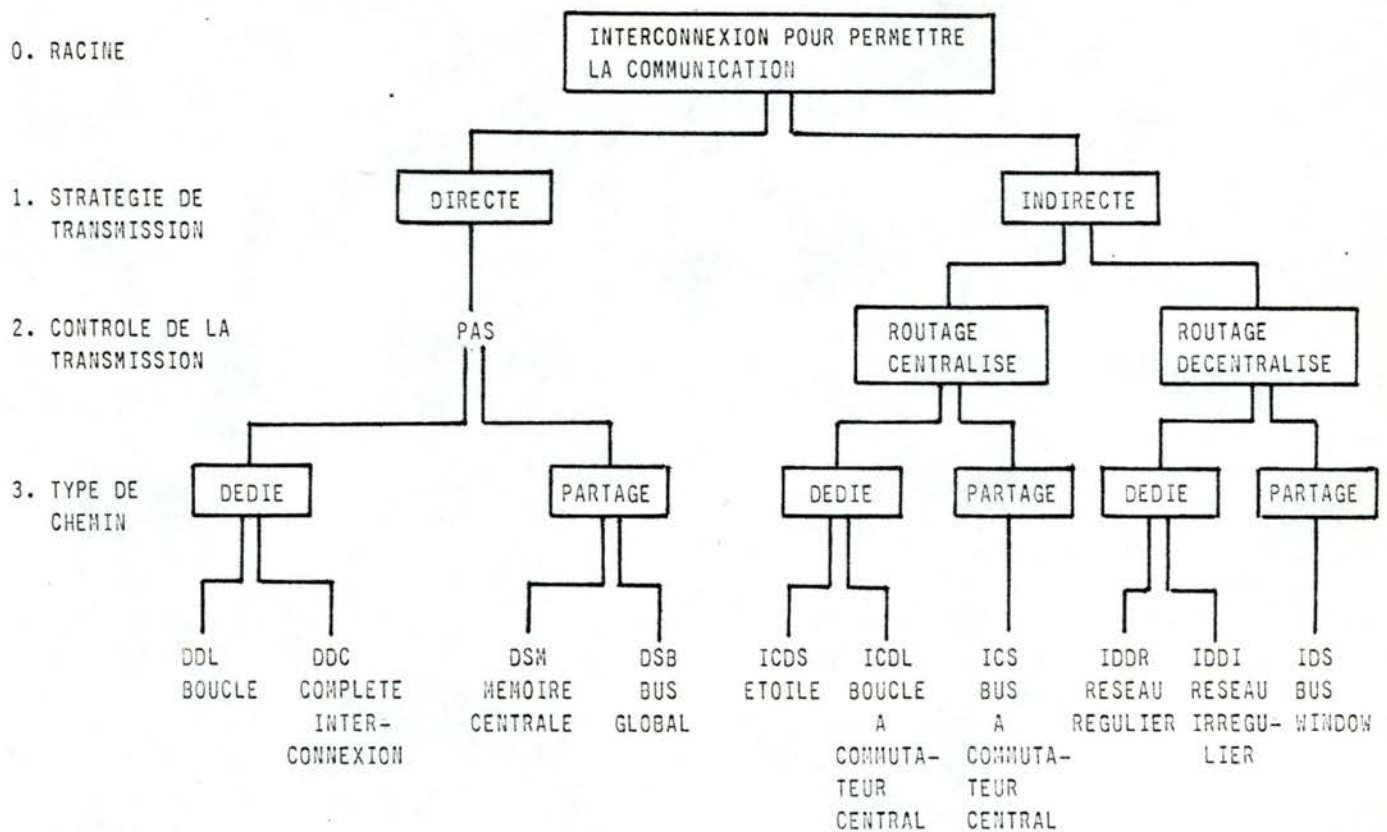 INTERCONNEXION POUR PERMETTRE
LA COMMUNICATION
0. RACINE
1. STRATEGIE DE
TRANSMISSION
DIRECTE
INDIRECTE
2. CONTROLE DE LA
TRANSMISSION
PAS
ROUTAGE
CENTRALISE
ROUTAGE
DECENTRALISE
3. TYPE DE
CHEMIN
DEDIE
PARTAGE
DEDIE
PARTAGE
DEDIE
PARTAGE
DDL
BOUCLE
DDC
COMPLETE
INTER-
CONNEXION
DSM
MEMOIRE
CENTRALE
DSB
BUS
GLOBAL
ICDS
ETOILE
ICDL
BOUCLE
A
COMMUTA-
TEUR
CENTRAL
ICS
BUS
A
COMMUTA-
TEUR
CENTRAL
IDDR
RESEAU
REGULIER
IDDI
RESEAU
IRREGU-
LIER
IDS
BUS
WINDOW